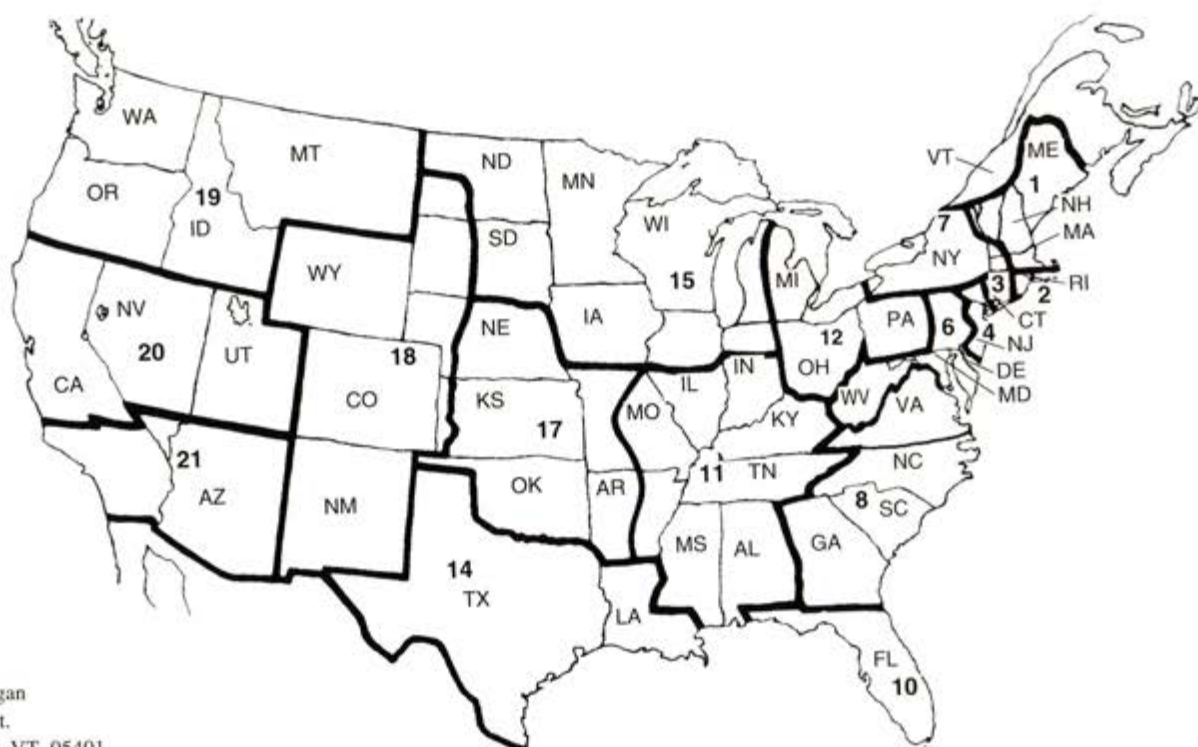 WA
MT
ND
MN
VT
ME
OR
19
ID
1
NH
MA
7
NY
SD
WI
WY
15
MI
3
2
RI
NV
NE
IA
12
PA
6
4
CT
NJ
20
UT
18
OH
DE
MD
CA
CO
KS
IL
IN
WV
VA
MO
KY
17
21
AZ
NM
OK
AR
11
TN
NC
8
SC
MS
AL
GA
14
TX
LA
FL
10
gan
t.
VT 05401